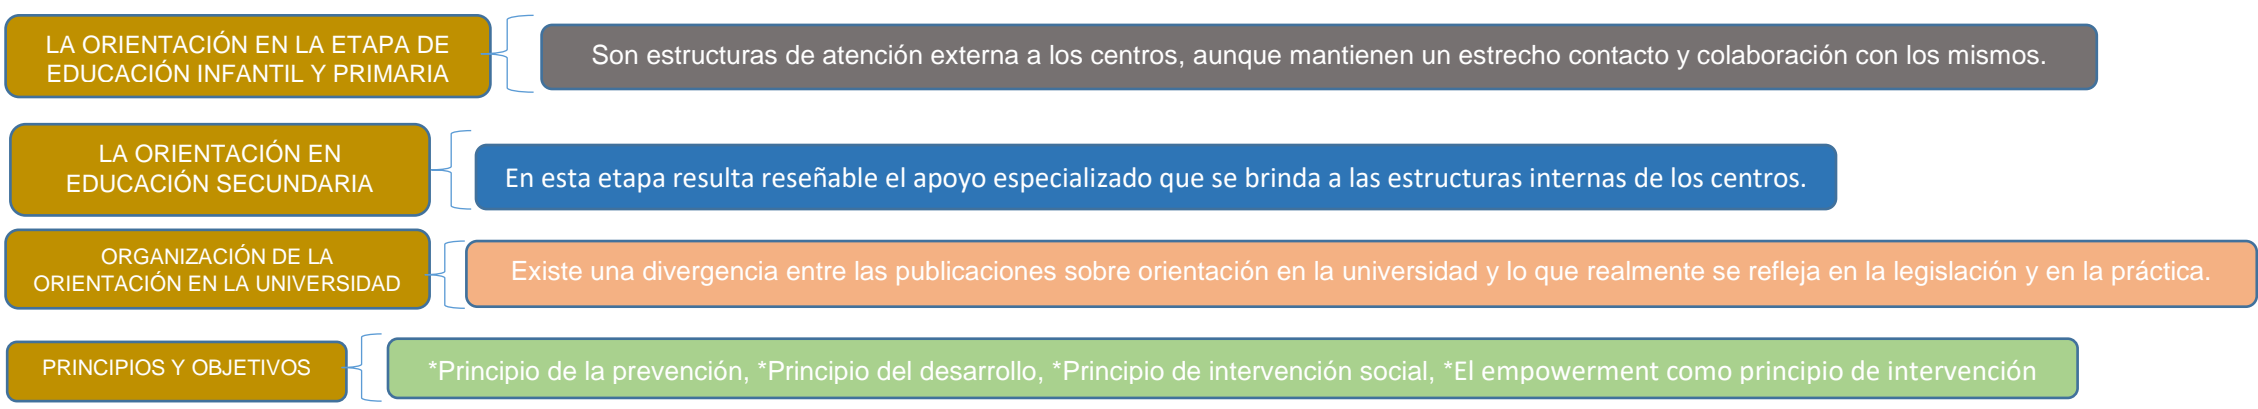 LA ORIENTACIÓN EN LA ETAPA DE
EDUCACIÓN INFANTIL Y PRIMARIA
Son estructuras de atención externa a los centros, aunque mantienen un estrecho contacto y colaboración con los mismos.
LA ORIENTACIÓN EN
EDUCACIÓN SECUNDARIA
En esta etapa resulta reseñable el apoyo especializado que se brinda a las estructuras internas de los centros.
ORGANIZACIÓN DE LA
ORIENTACIÓN EN LA UNIVERSIDAD
Existe una divergencia entre las publicaciones sobre orientación en la universidad y lo que realmente se refleja en la legislación y en la práctica.
PRINCIPIOS Y OBJETIVOS
*Principio de la prevención, *Principio del desarrollo, *Principio de intervención social, *El empowerment como principio de intervención